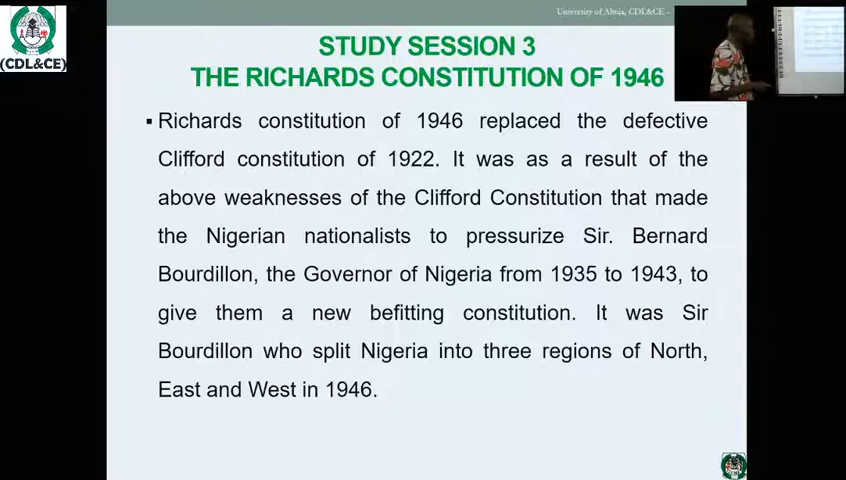 University of Abuja, CDL&CE –
(CDL&CE)
STUDY SESSION 3
THE RICHARDS CONSTITUTION OF 1946
▪ Richards constitution of 1946 replaced the defective
Clifford constitution of 1922. It was as a result of the
above weaknesses of the Clifford Constitution that made
the Nigerian nationalists to pressurize Sir. Bernard
Bourdillon, the Governor of Nigeria from 1935 to 1943, to
give them a new befitting constitution. It was Sir
Bourdillon who split Nigeria into three regions of North,
East and West in 1946.